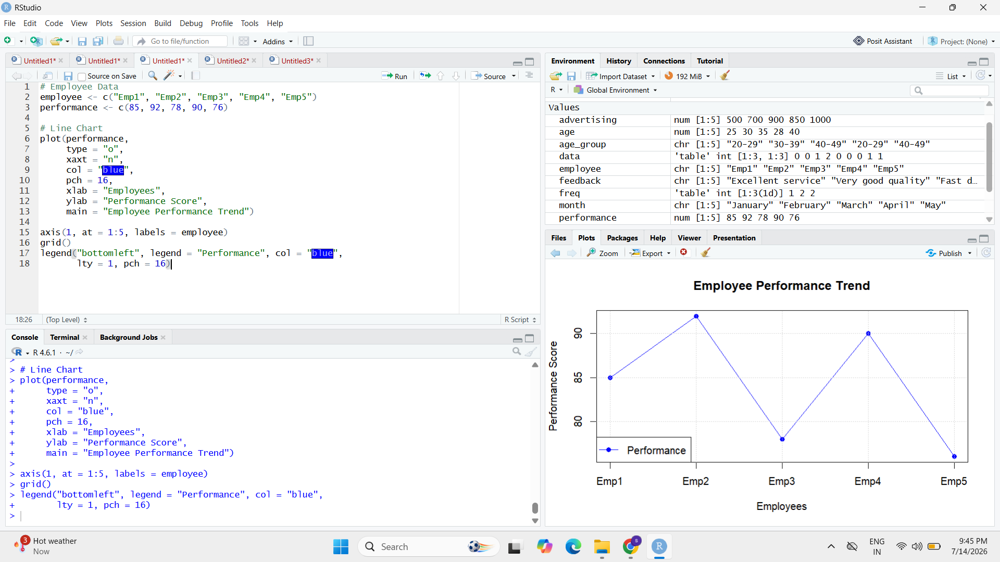 RStudio
File Edit Code View Plots Session Build Debug Profile Tools Help
Go to file/function Addins Posit Assistant Project: (None)
Untitled1* Untitled1* Untitled1* Untitled2* Untitled3*
Source on Save Run Source
1 # Employee Data
2 employee <- c("Emp1", "Emp2", "Emp3", "Emp4", "Emp5")
3 performance <- c(85, 92, 78, 90, 76)
4
5 # Line Chart
6 plot(performance,
7 type = "o",
8 xaxt = "n",
9 col = "blue",
10 pch = 16,
11 xlab = "Employees",
12 ylab = "Performance Score",
13 main = "Employee Performance Trend")
14
15 axis(1, at = 1:5, labels = employee)
16 grid()
17 legend("bottomleft", legend = "Performance", col = "blue",
18 lty = 1, pch = 16)
18:26 (Top Level) R Script
Console Terminal Background Jobs
R 4.6.1 · ~/
>
> # Line Chart
> plot(performance,
+ type = "o",
+ xaxt = "n",
+ col = "blue",
+ pch = 16,
+ xlab = "Employees",
+ ylab = "Performance Score",
+ main = "Employee Performance Trend")
>
> axis(1, at = 1:5, labels = employee)
> grid()
> legend("bottomleft", legend = "Performance", col = "blue",
+ lty = 1, pch = 16)
>
Environment History Connections Tutorial
Import Dataset 192 MiB List
R Global Environment
Values
advertising num [1:5] 500 700 900 850 1000
age num [1:5] 25 30 35 28 40
age_group chr [1:5] "20-29" "30-39" "40-49" "20-29" "40-49"
data 'table' int [1:3, 1:3] 0 0 1 2 0 0 0 1 1
employee chr [1:5] "Emp1" "Emp2" "Emp3" "Emp4" "Emp5"
feedback chr [1:5] "Excellent service" "Very good quality" "Fast d…
freq 'table' int [1:3(1d)] 1 2 2
month chr [1:5] "January" "February" "March" "April" "May"
performance num [1:5] 85 92 78 90 76
Files Plots Packages Help Viewer Presentation
Zoom Export Publish
Employee Performance Trend
Performance Score
90
85
80
Performance
Emp1 Emp2 Emp3 Emp4 Emp5
Employees
3
Hot weather
Now
Search
ENG
IN
9:45 PM
7/14/2026